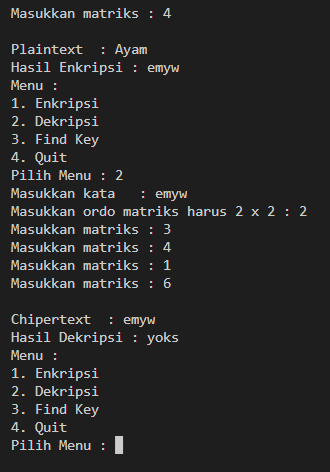 Masukkan matriks : 4
Plaintext  : Ayam
Hasil Enkripsi : emyw
Menu :
1. Enkripsi
2. Dekripsi
3. Find Key
4. Quit
Pilih Menu : 2
Masukkan kata   : emyw
Masukkan ordo matriks harus 2 x 2 : 2
Masukkan matriks : 3
Masukkan matriks : 4
Masukkan matriks : 1
Masukkan matriks : 6
Chipertext  : emyw
Hasil Dekripsi : yoks
Menu :
1. Enkripsi
2. Dekripsi
3. Find Key
4. Quit
Pilih Menu :